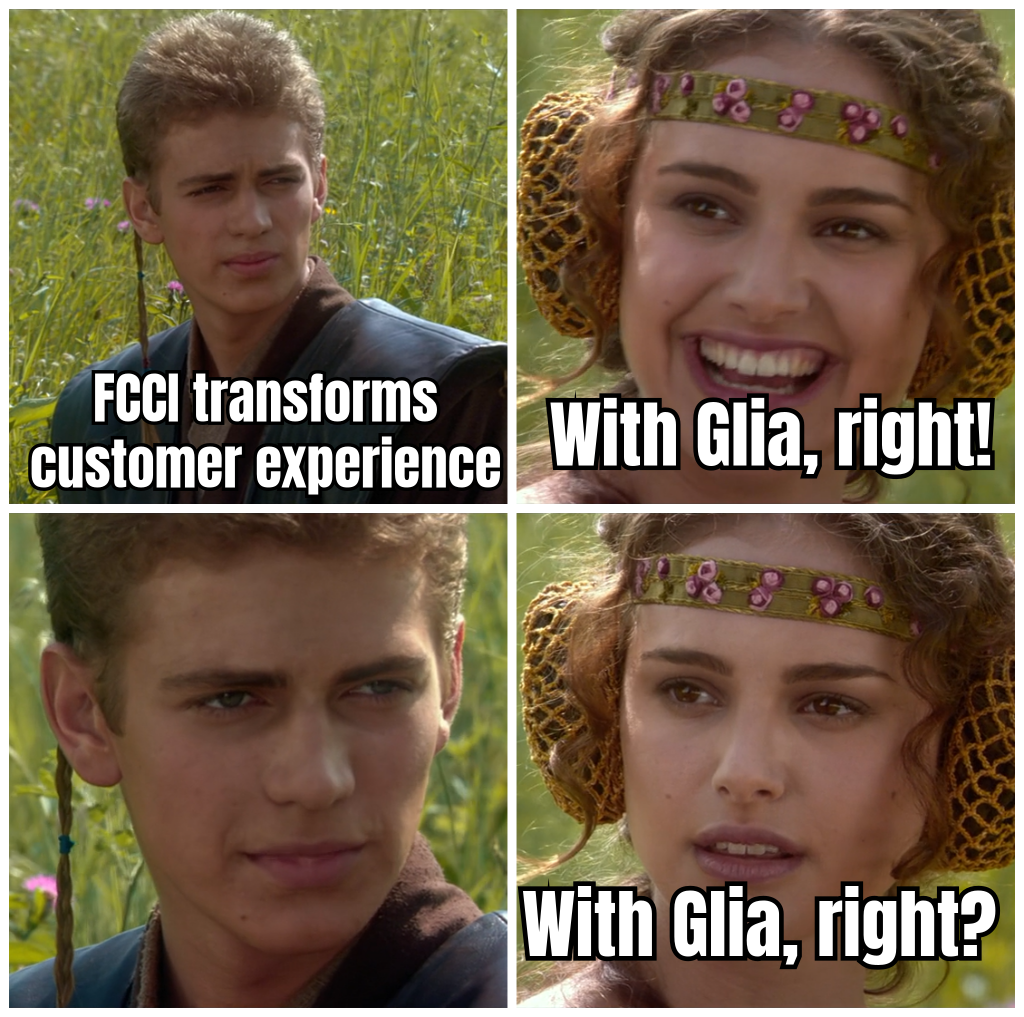 FCCI transforms
customer experience
With Glia, right!
With Glia, right?